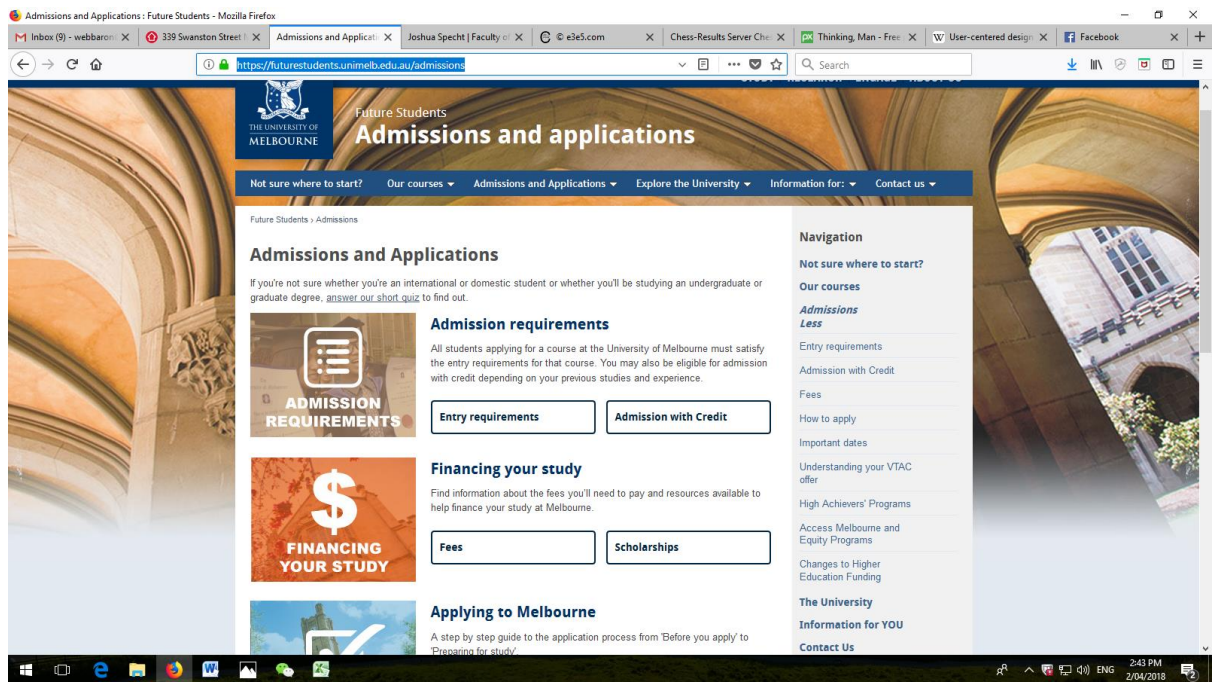 Admissions and Applications : Future Students - Mozilla Firefox
Inbox (9) - webbaron
339 Swanston Street
Admissions and Applicati
Joshua Specht | Faculty of
© e3e5.com
Chess-Results Server Che
Thinking, Man - Free
User-centered design
Facebook
https://futurestudents.unimelb.edu.au/admissions
Search
THE UNIVERSITY OF
MELBOURNE
Future Students
Admissions and applications
Not sure where to start? Our courses Admissions and Applications Explore the University Information for: Contact us
Future Students › Admissions
Admissions and Applications
If you're not sure whether you're an international or domestic student or whether you'll be studying an undergraduate or
graduate degree, answer our short quiz to find out.
ADMISSION
REQUIREMENTS
Admission requirements
All students applying for a course at the University of Melbourne must satisfy
the entry requirements for that course. You may also be eligible for admission
with credit depending on your previous studies and experience.
Entry requirements
Admission with Credit
FINANCING
YOUR STUDY
Financing your study
Find information about the fees you'll need to pay and resources available to
help finance your study at Melbourne.
Fees
Scholarships
Applying to Melbourne
A step by step guide to the application process from 'Before you apply' to
'Preparing for study'.
Navigation
Not sure where to start?
Our courses
Admissions
Less
Entry requirements
Admission with Credit
Fees
How to apply
Important dates
Understanding your VTAC
offer
High Achievers' Programs
Access Melbourne and
Equity Programs
Changes to Higher
Education Funding
The University
Information for YOU
Contact Us
ENG
2:43 PM
2/04/2018